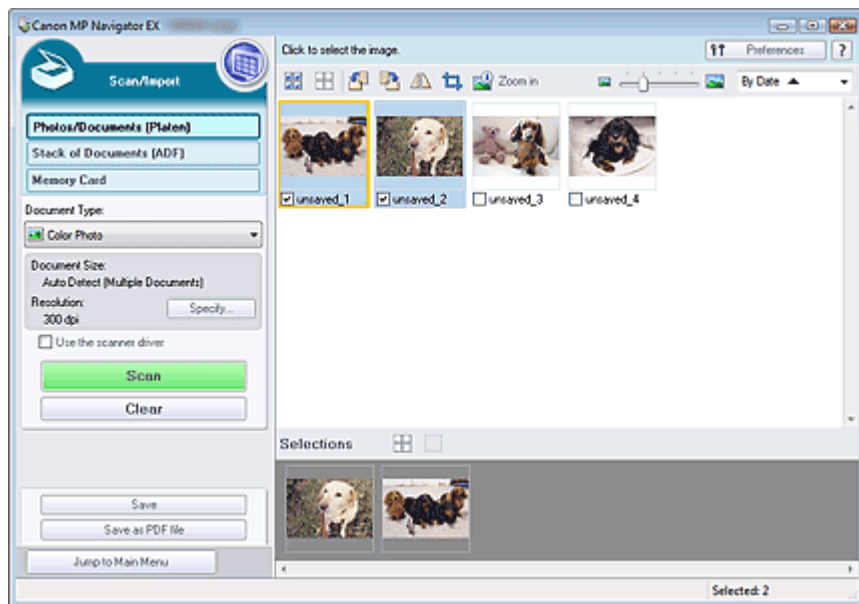 Canon MP Navigator EX
Scan/Import
Photos/Documents (Platen)
Stack of Documents (ADF)
Memory Card
Document Type:
Color Photo
Document Size:
Auto Detect (Multiple Documents)
Resolution:
300 dpi
Specify...
Use the scanner driver
Scan
Clear
Save
Save as PDF file
Jump to Main Menu
Click to select the image.
Preferences
?
Zoom in
By Date
unsaved_1
unsaved_2
unsaved_3
unsaved_4
Selections
Selected: 2